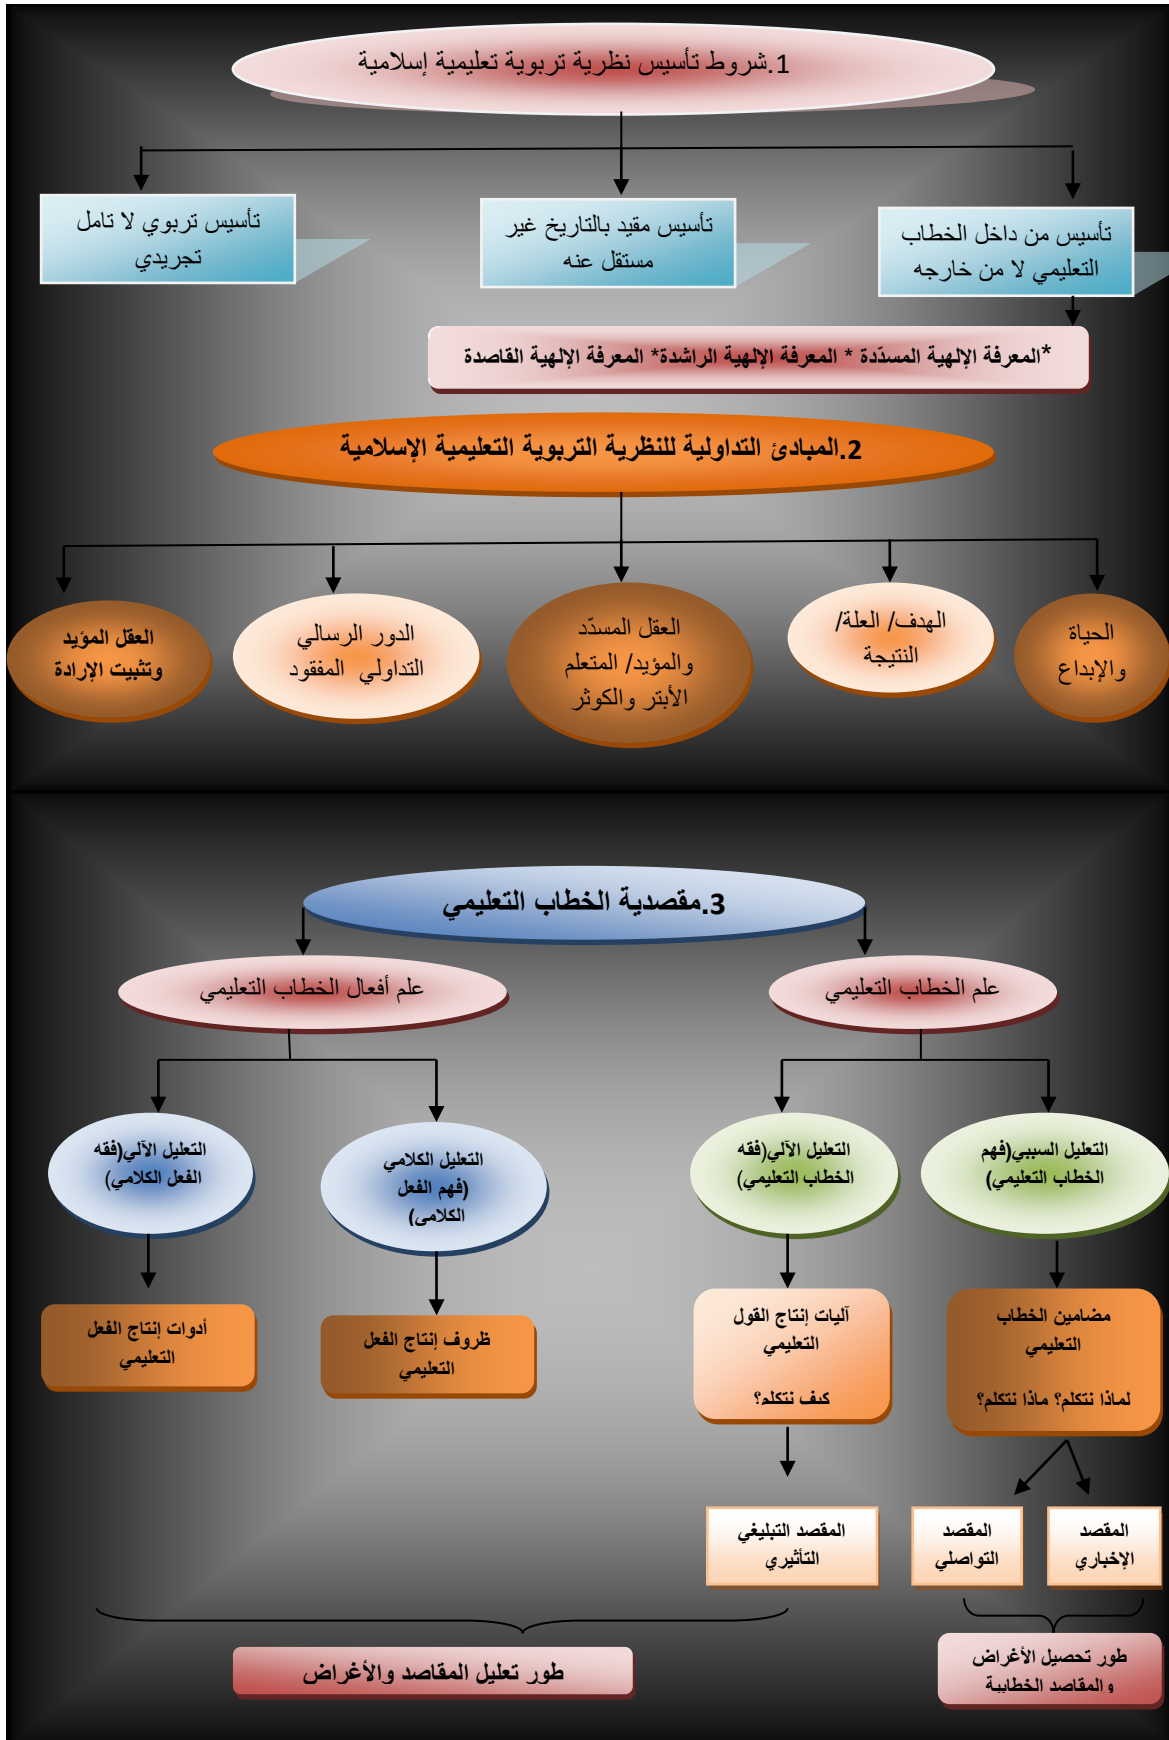 1.شروط تأسيس نظرية تربوية تعليمية إسلامية
تأسيس من داخل الخطاب
التعليمي لا من خارجه
تأسيس مقيد بالتاريخ غير
مستقل عنه
تأسيس تربوي لا تامل
تجريدي
*المعرفة الإلهية المسدّدة * المعرفة الإلهية الراشدة* المعرفة الإلهية القاصدة
2.المبادئ التداولية للنظرية التربوية التعليمية الإسلامية
الحياة
والإبداع
الهدف/ العلة/
النتيجة
العقل المسدّد
والمؤيد/ المتعلم
الأبتر والكوثر
الدور الرسالي
التداولي المفقود
العقل المؤيد
وتثبيت الإرادة
3.مقصدية الخطاب التعليمي
علم الخطاب التعليمي
علم أفعال الخطاب التعليمي
التعليل السببي(فهم
الخطاب التعليمي)
التعليل الآلي(فقه
الخطاب التعليمي)
التعليل الكلامي
(فهم الفعل
الكلامي)
التعليل الآلي(فقه
الفعل الكلامي)
مضامين الخطاب
التعليمي
لماذا نتكلم؟ ماذا نتكلم؟
آليات إنتاج القول
التعليمي
كيف نتكلم؟
ظروف إنتاج الفعل
التعليمي
أدوات إنتاج الفعل
التعليمي
المقصد
الإخباري
المقصد
التواصلي
المقصد التبليغي
التأثيري
طور تحصيل الأغراض
والمقاصد الخطابية
طور تعليل المقاصد والأغراض